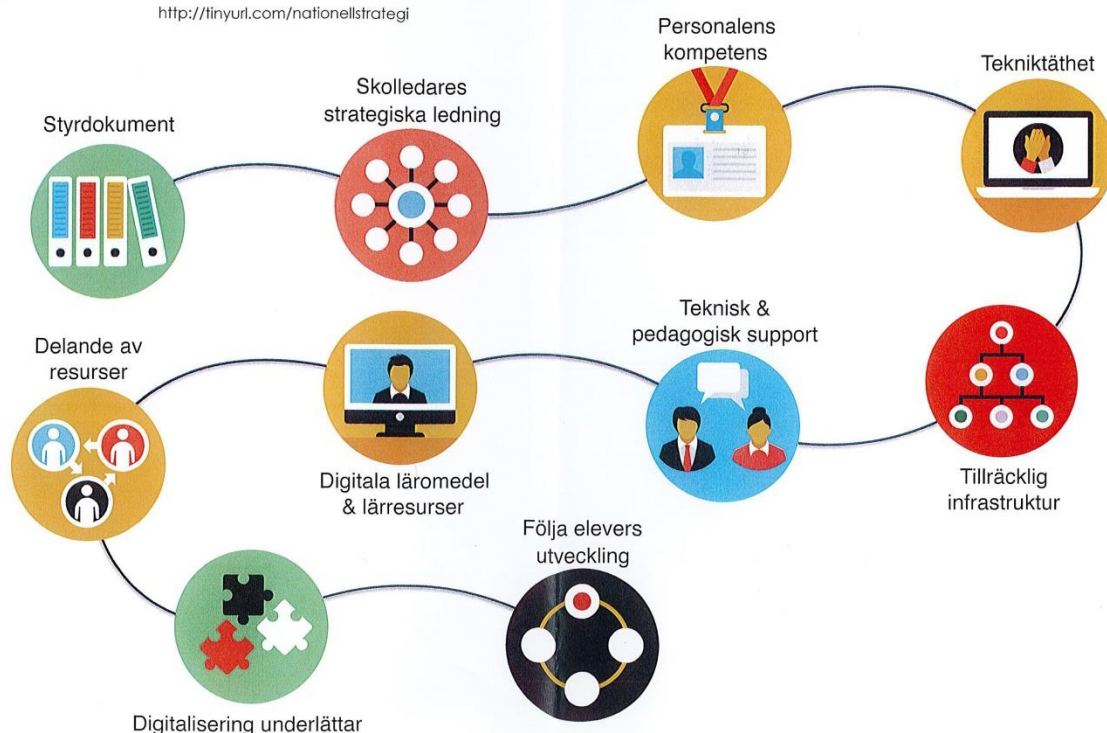 http://tinyurl.com/nationellstrategi
Styrdokument
Skolledares
strategiska ledning
Personalens
kompetens
Tekniktäthet
Tillräcklig
infrastruktur
Teknisk &
pedagogisk support
Digitala läromedel
& lärresurser
Delande av
resurser
Digitalisering underlättar
Följa elevers
utveckling